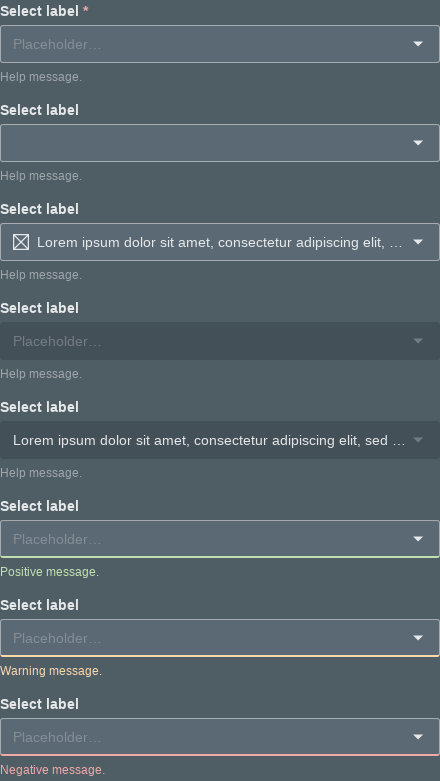 Select label *
Placeholder…
Help message.
Select label
Help message.
Select label
Lorem ipsum dolor sit amet, consectetur adipiscing elit, …
Help message.
Select label
Placeholder…
Help message.
Select label
Lorem ipsum dolor sit amet, consectetur adipiscing elit, sed …
Help message.
Select label
Placeholder…
Positive message.
Select label
Placeholder…
Warning message.
Select label
Placeholder…
Negative message.